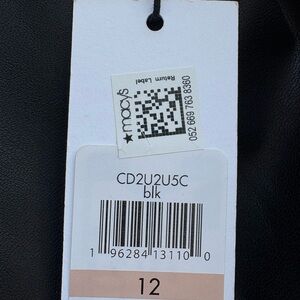 ★macy's
Return Label
052 669 763 8360
CD2U2U5C
blk
1 96284 13110 0
12